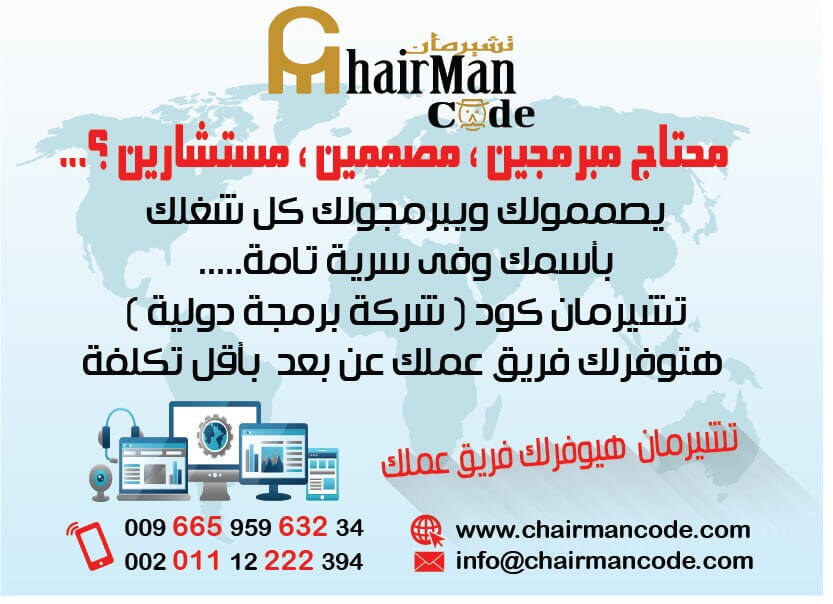 تشيرمان
ChairMan
Code
محتاج مبرمجين ، مصممين ، مستشارين ؟...
يصممولك ويبرمجولك كل شغلك
بأسمك وفى سرية تامة.....
تشيرمان كود ( شركة برمجة دولية )
هتوفرلك فريق عملك عن بعد بأقل تكلفة
تشيرمان هيوفرلك فريق عملك
009 665 959 632 34
002 011 12 222 394
www.chairmancode.com
info@chairmancode.com